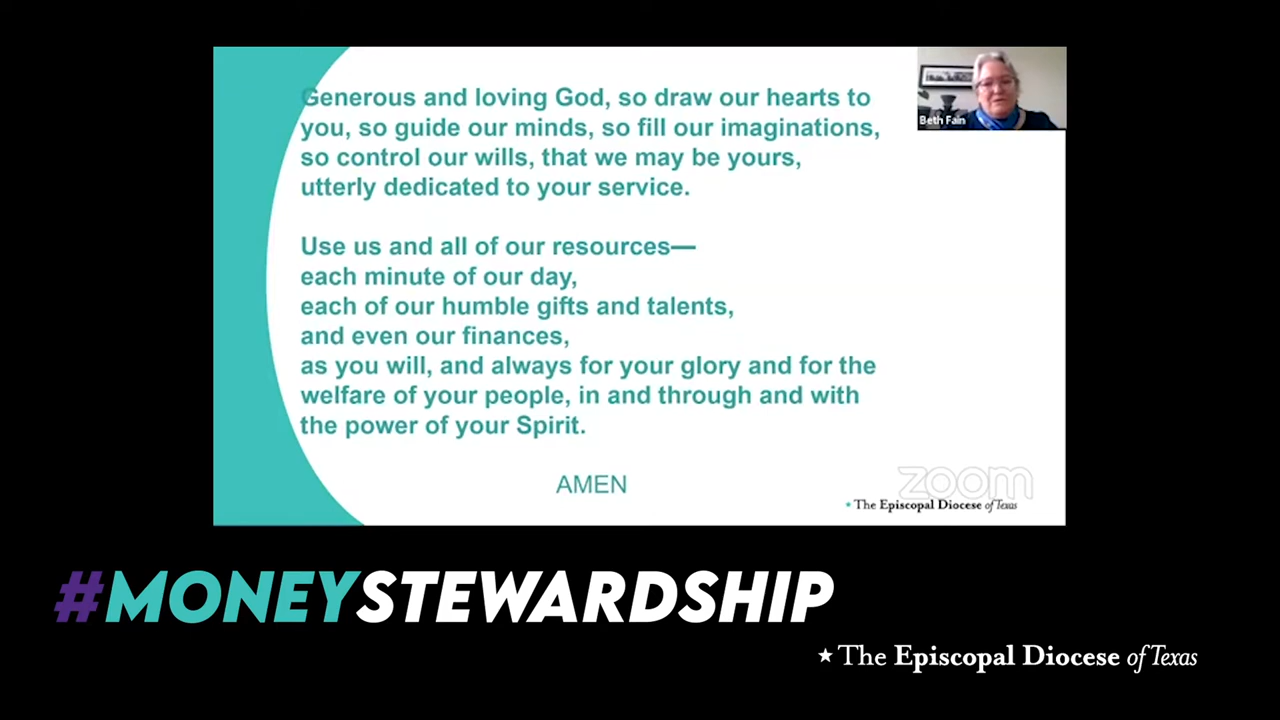 Generous and loving God, so draw our hearts to
you, so guide our minds, so fill our imaginations,
so control our wills, that we may be yours,
utterly dedicated to your service.
Use us and all of our resources—
each minute of our day,
each of our humble gifts and talents,
and even our finances,
as you will, and always for your glory and for the
welfare of your people, in and through and with
the power of your Spirit.
AMEN
Beth Fain
zoom
The Episcopal Diocese of Texas
#MONEYSTEWARDSHIP
The Episcopal Diocese of Texas